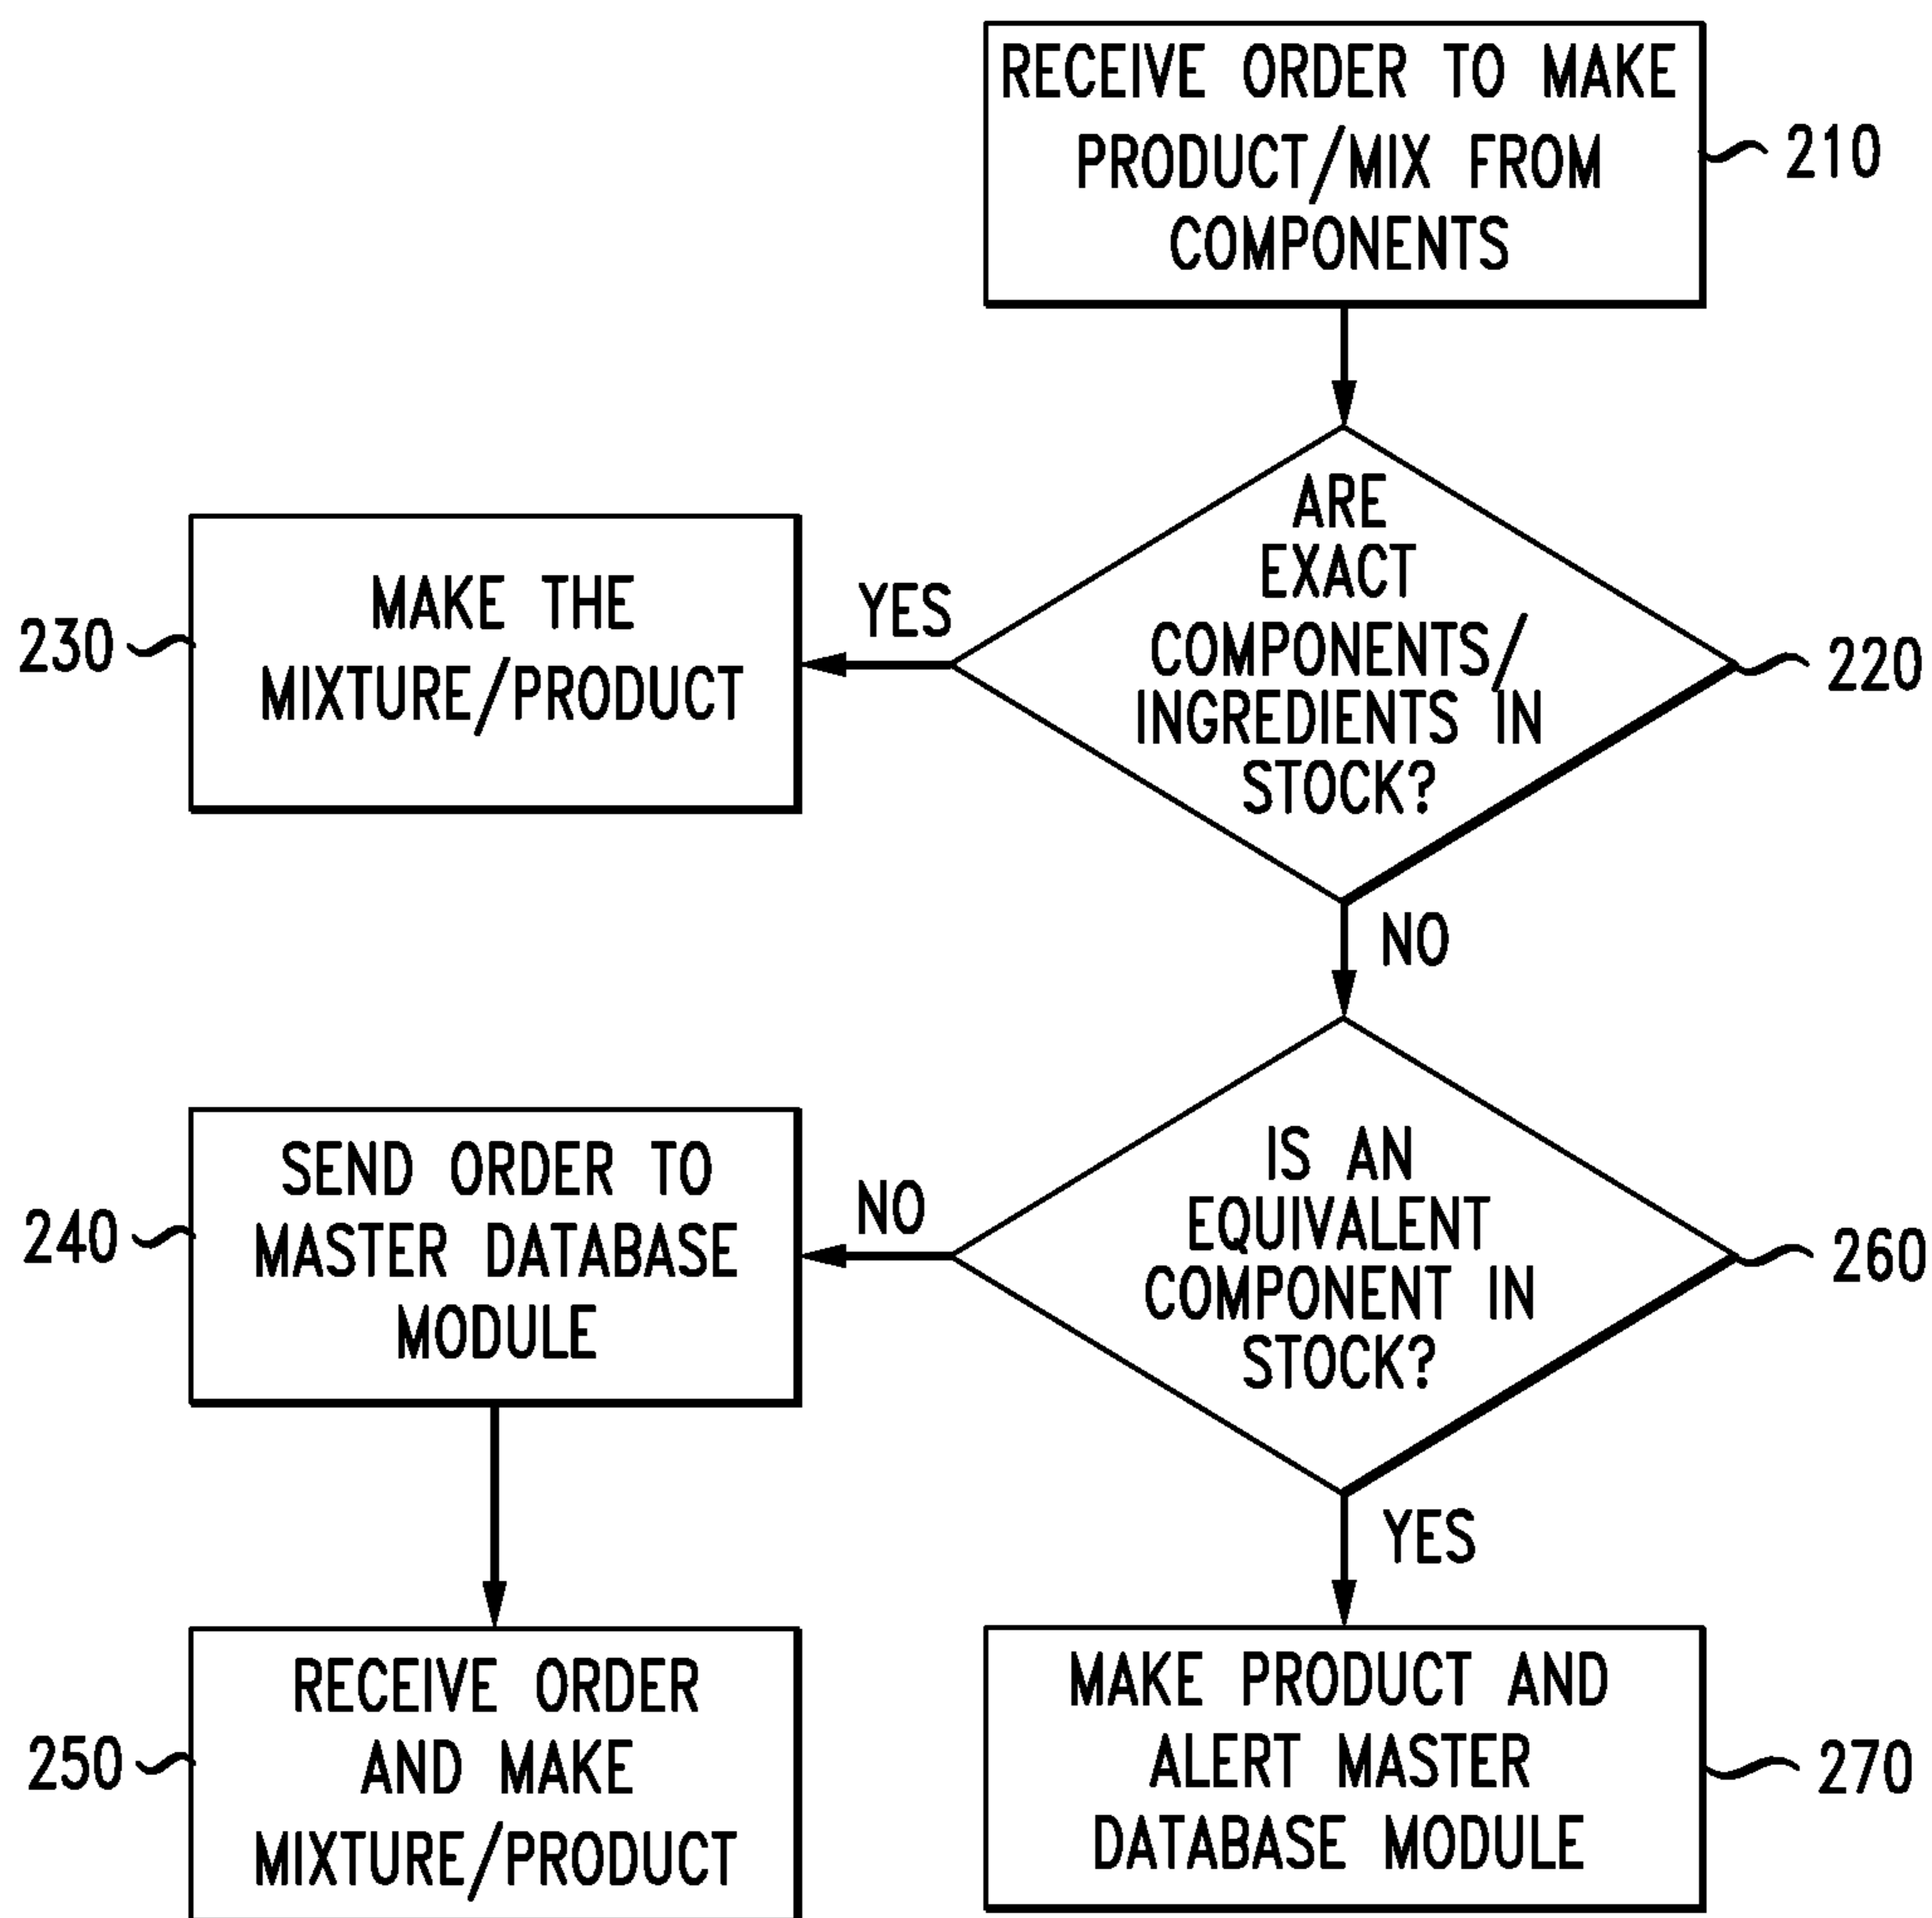 RECEIVE ORDER TO MAKE
PRODUCT/MIX FROM
COMPONENTS
210
ARE
EXACT
COMPONENTS/
INGREDIENTS IN
STOCK?
220
YES
MAKE THE
MIXTURE/PRODUCT
230
NO
IS AN
EQUIVALENT
COMPONENT IN
STOCK?
260
NO
SEND ORDER TO
MASTER DATABASE
MODULE
240
YES
RECEIVE ORDER
AND MAKE
MIXTURE/PRODUCT
250
MAKE PRODUCT AND
ALERT MASTER
DATABASE MODULE
270